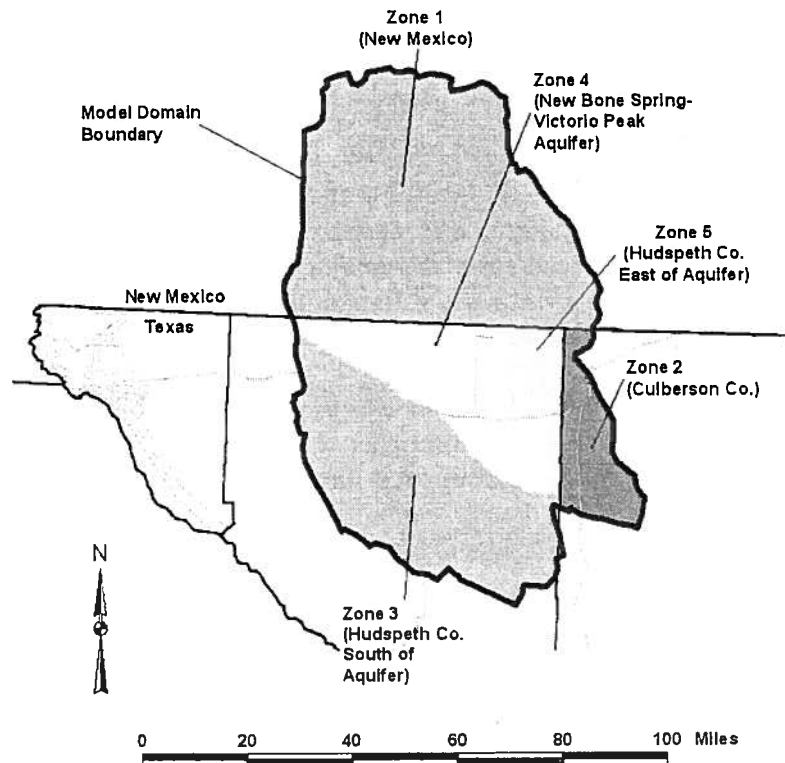 Zone 1
(New Mexico)
Zone 4
(New Bone Spring-
Victorio Peak
Aquifer)
Model Domain
Boundary
Zone 5
(Hudspeth Co.
East of Aquifer)
New Mexico
Texas
Zone 2
(Culberson Co.)
N
Zone 3
(Hudspeth Co.
South of
Aquifer)
0 20 40 60 80 100 Miles